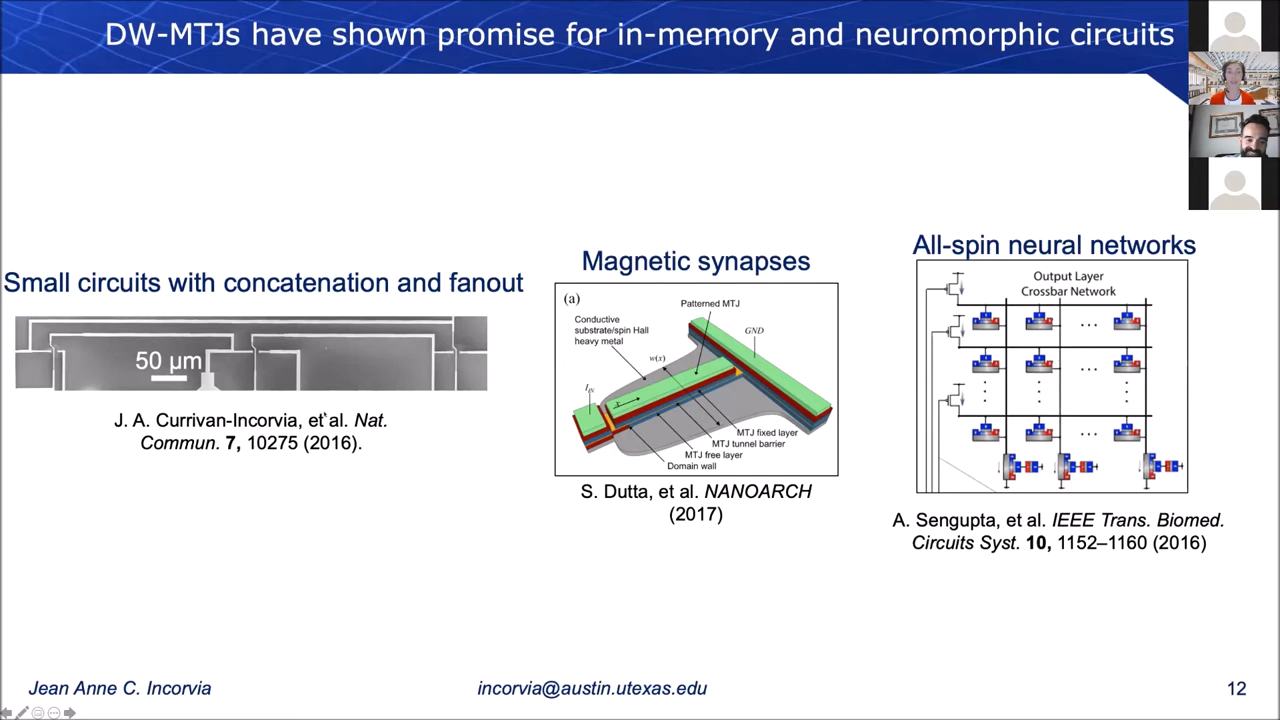 DW-MTJs have shown promise for in-memory and neuromorphic circuits
Small circuits with concatenation and fanout
50 µm
J. A. Currivan-Incorvia, et al. Nat.
Commun. 7, 10275 (2016).
Magnetic synapses
(a)
Patterned MTJ
Conductive
substrate/spin Hall
heavy metal
GND
w(x)
I_IN
x
MTJ fixed layer
MTJ tunnel barrier
MTJ free layer
Domain wall
S. Dutta, et al. NANOARCH
(2017)
All-spin neural networks
Output Layer
Crossbar Network
A. Sengupta, et al. IEEE Trans. Biomed.
Circuits Syst. 10, 1152–1160 (2016)
Jean Anne C. Incorvia
incorvia@austin.utexas.edu
12